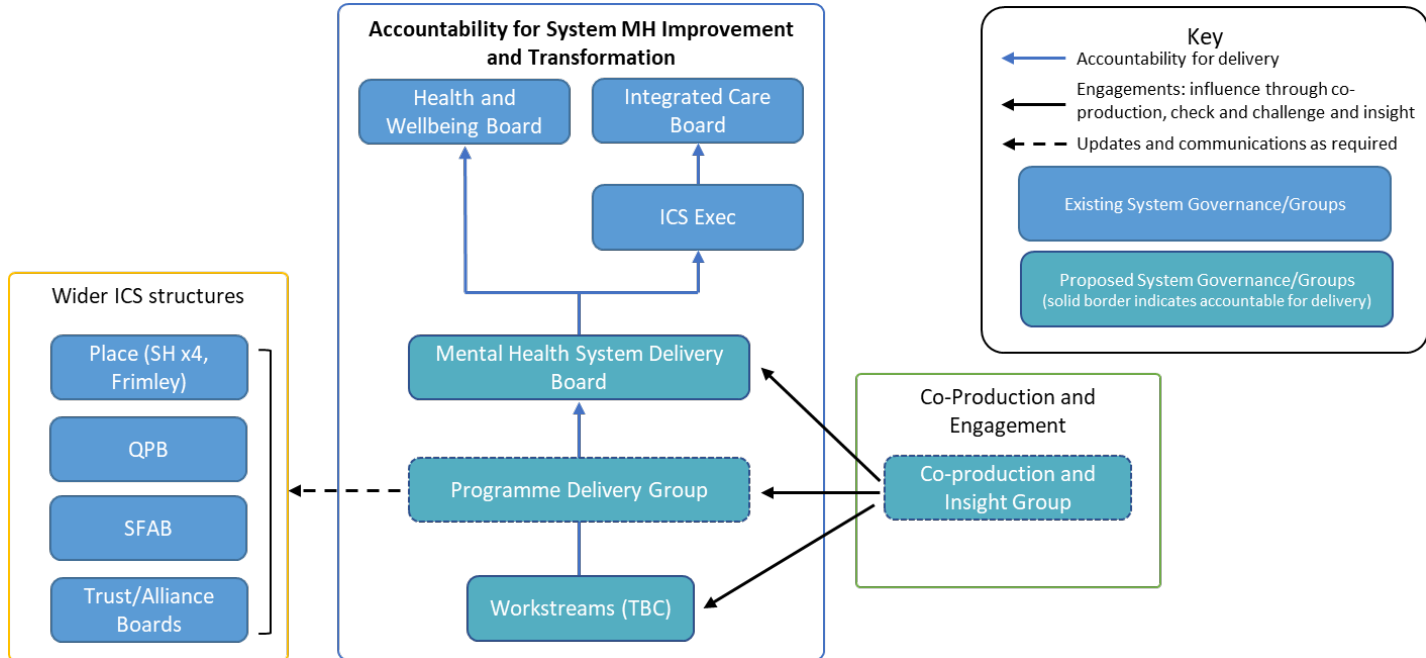 Accountability for System MH Improvement
and Transformation
Health and
Wellbeing Board
Integrated Care
Board
ICS Exec
Mental Health System Delivery
Board
Programme Delivery Group
Workstreams (TBC)
Wider ICS structures
Place (SH x4,
Frimley)
QPB
SFAB
Trust/Alliance
Boards
Co-Production and
Engagement
Co-production and
Insight Group
Key
Accountability for delivery
Engagements: influence through co-
production, check and challenge and insight
Updates and communications as required
Existing System Governance/Groups
Proposed System Governance/Groups
(solid border indicates accountable for delivery)